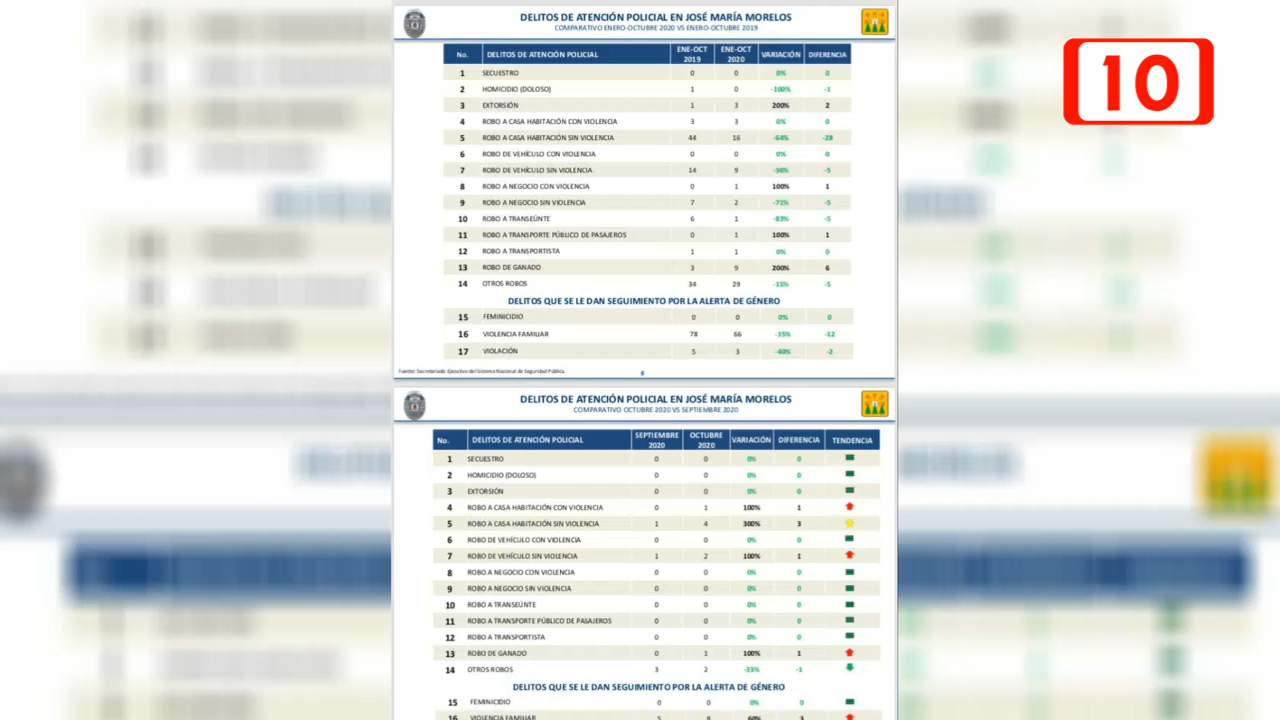 10
DELITOS DE ATENCIÓN POLICIAL EN JOSÉ MARÍA MORELOS
COMPARATIVO ENERO-OCTUBRE 2020 VS ENERO-OCTUBRE 2019
No. DELITOS DE ATENCIÓN POLICIAL ENE-OCT 2019 ENE-OCT 2020 VARIACIÓN DIFERENCIA
1 SECUESTRO 0 0 0% 0
2 HOMICIDIO (DOLOSO) 1 0 -100% -1
3 EXTORSIÓN 1 3 200% 2
4 ROBO A CASA HABITACIÓN CON VIOLENCIA 3 3 0% 0
5 ROBO A CASA HABITACIÓN SIN VIOLENCIA 44 16 -64% -28
6 ROBO DE VEHÍCULO CON VIOLENCIA 0 0 0% 0
7 ROBO DE VEHÍCULO SIN VIOLENCIA 14 9 -36% -5
8 ROBO A NEGOCIO CON VIOLENCIA 0 1 100% 1
9 ROBO A NEGOCIO SIN VIOLENCIA 7 2 -71% -5
10 ROBO A TRANSEÚNTE 6 1 -83% -5
11 ROBO A TRANSPORTE PÚBLICO DE PASAJEROS 0 1 100% 1
12 ROBO A TRANSPORTISTA 1 1 0% 0
13 ROBO DE GANADO 3 9 200% 6
14 OTROS ROBOS 34 29 -15% -5
DELITOS QUE SE LE DAN SEGUIMIENTO POR LA ALERTA DE GÉNERO
15 FEMINICIDIO 0 0 0% 0
16 VIOLENCIA FAMILIAR 78 66 -15% -12
17 VIOLACIÓN 5 3 -40% -2
Fuente: Secretariado Ejecutivo del Sistema Nacional de Seguridad Pública.
6
DELITOS DE ATENCIÓN POLICIAL EN JOSÉ MARÍA MORELOS
COMPARATIVO OCTUBRE 2020 VS SEPTIEMBRE 2020
No. DELITOS DE ATENCIÓN POLICIAL SEPTIEMBRE 2020 OCTUBRE 2020 VARIACIÓN DIFERENCIA TENDENCIA
1 SECUESTRO 0 0 0% 0
2 HOMICIDIO (DOLOSO) 0 0 0% 0
3 EXTORSIÓN 0 0 0% 0
4 ROBO A CASA HABITACIÓN CON VIOLENCIA 0 1 100% 1
5 ROBO A CASA HABITACIÓN SIN VIOLENCIA 1 4 300% 3
6 ROBO DE VEHÍCULO CON VIOLENCIA 0 0 0% 0
7 ROBO DE VEHÍCULO SIN VIOLENCIA 1 2 100% 1
8 ROBO A NEGOCIO CON VIOLENCIA 0 0 0% 0
9 ROBO A NEGOCIO SIN VIOLENCIA 0 0 0% 0
10 ROBO A TRANSEÚNTE 0 0 0% 0
11 ROBO A TRANSPORTE PÚBLICO DE PASAJEROS 0 0 0% 0
12 ROBO A TRANSPORTISTA 0 0 0% 0
13 ROBO DE GANADO 0 1 100% 1
14 OTROS ROBOS 3 2 -33% -1
DELITOS QUE SE LE DAN SEGUIMIENTO POR LA ALERTA DE GÉNERO
15 FEMINICIDIO 0 0 0% 0
16 VIOLENCIA FAMILIAR 5 8 60% 3